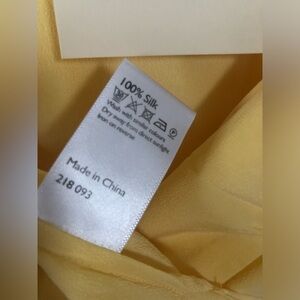 100% Silk
Wash with similar colours
Dry away from direct sunlight
Iron on reverse
Made in China
218 093